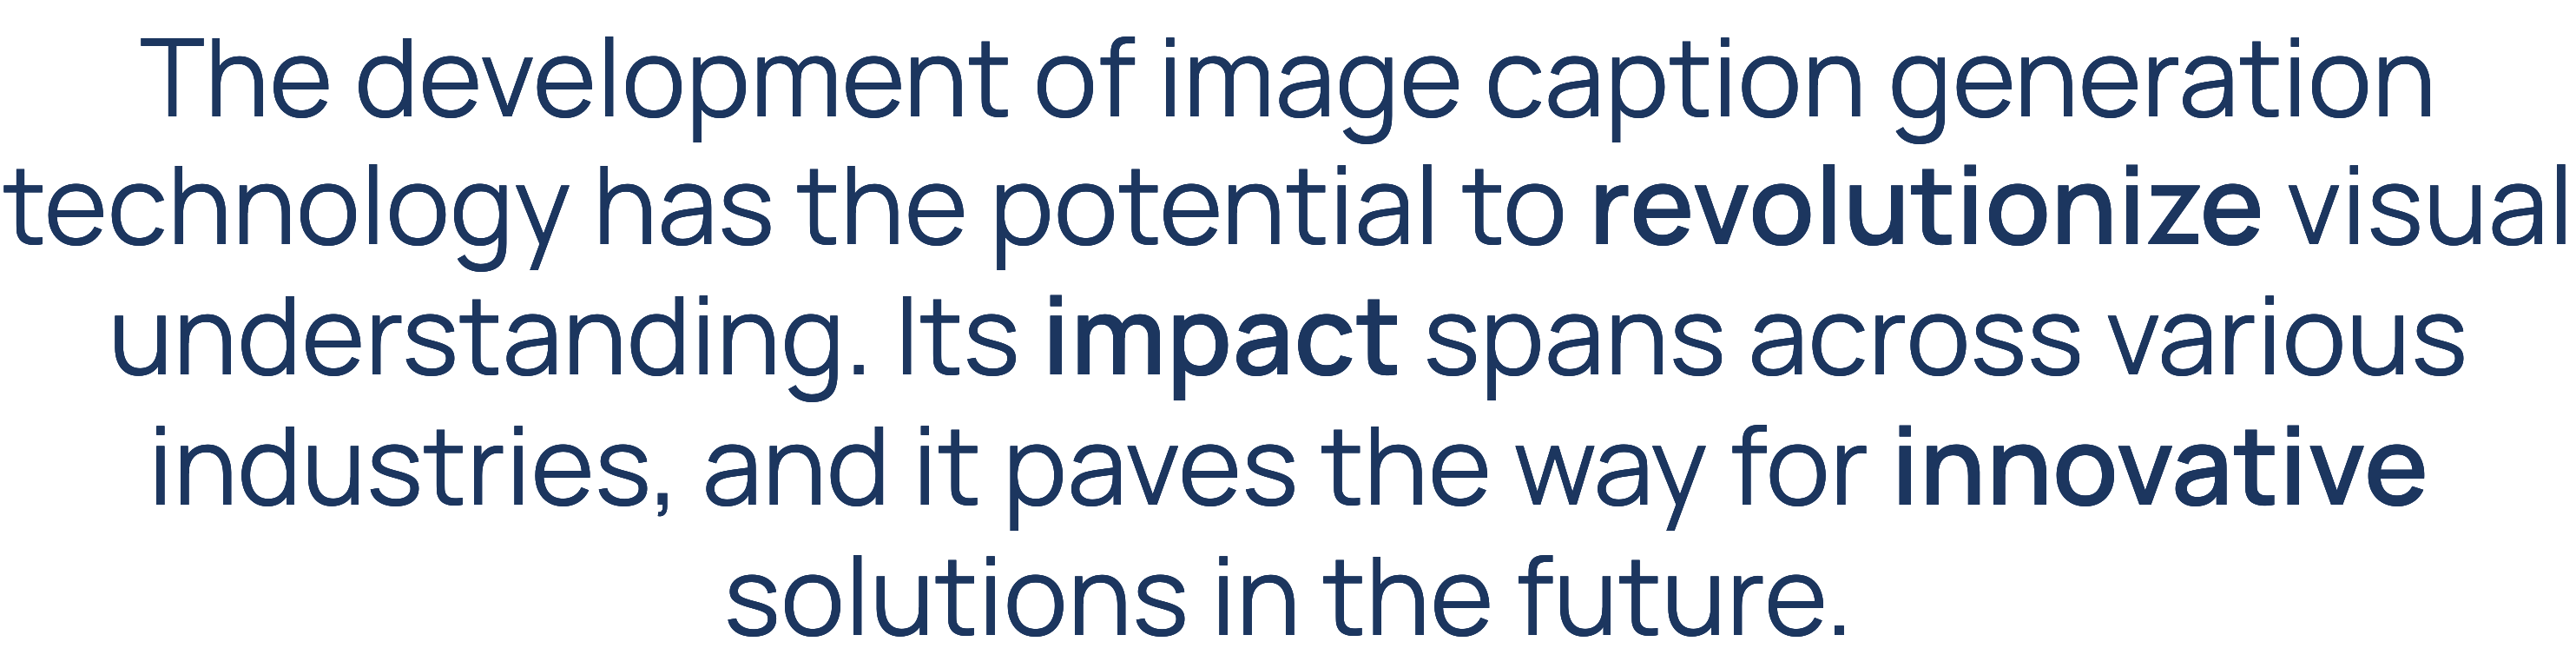 The development of image caption generation
technology has the potential to revolutionize visual
understanding. Its impact spans across various
industries, and it paves the way for innovative
solutions in the future.